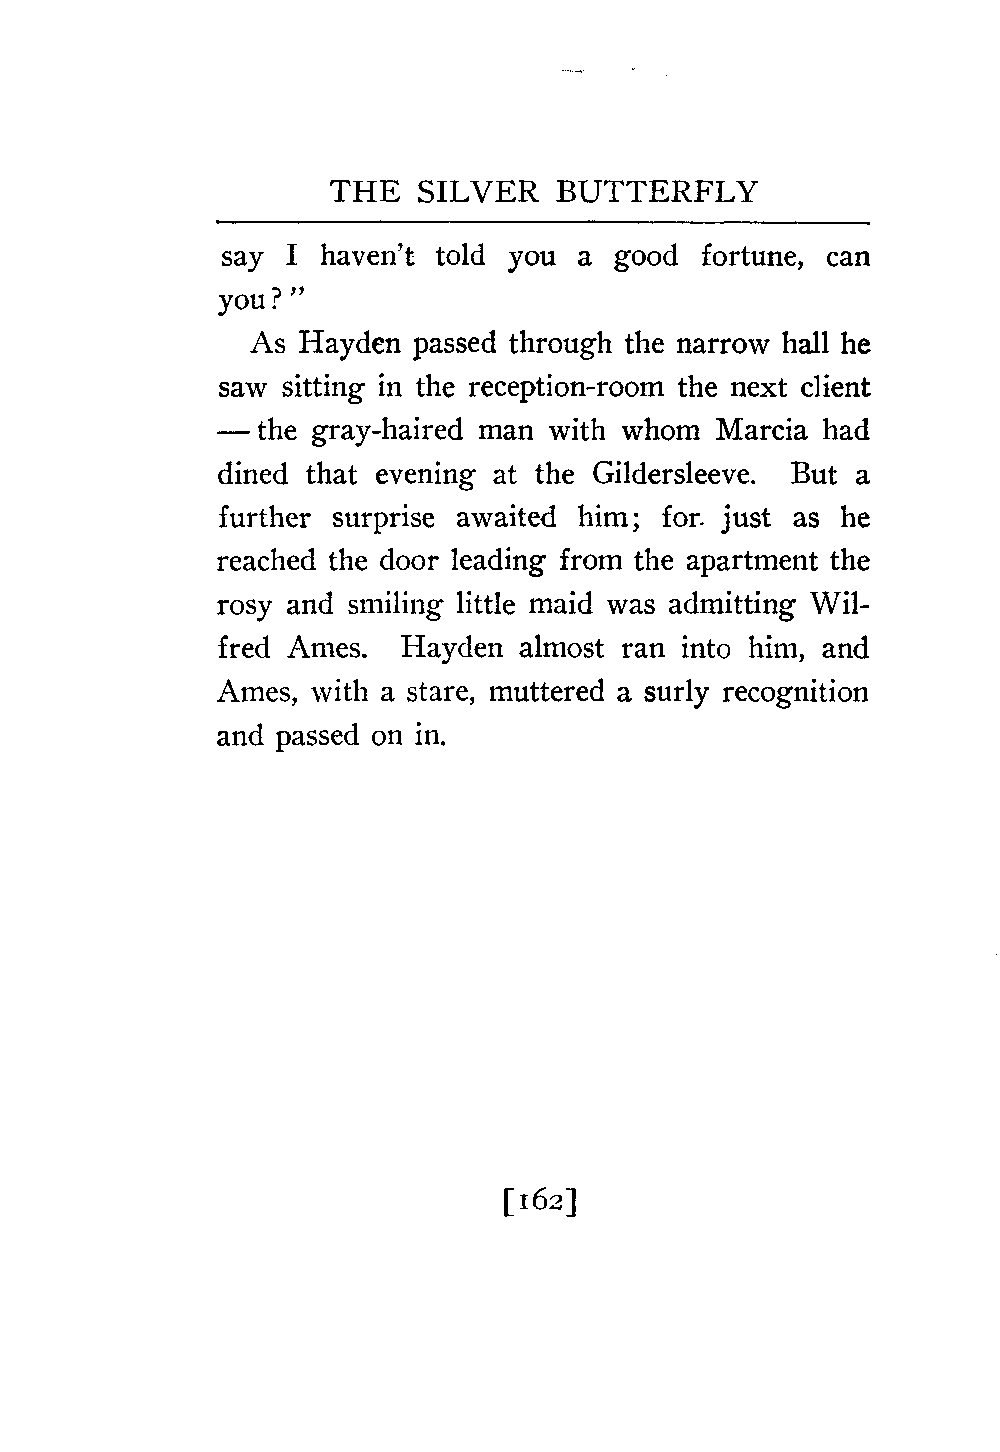 THE SILVER BUTTERFLY
say I haven't told you a good fortune, can
you?"
As Hayden passed through the narrow hall he
saw sitting in the reception-room the next client
— the gray-haired man with whom Marcia had
dined that evening at the Gildersleeve. But a
further surprise awaited him; for just as he
reached the door leading from the apartment the
rosy and smiling little maid was admitting Wil-
fred Ames. Hayden almost ran into him, and
Ames, with a stare, muttered a surly recognition
and passed on in.
[162]